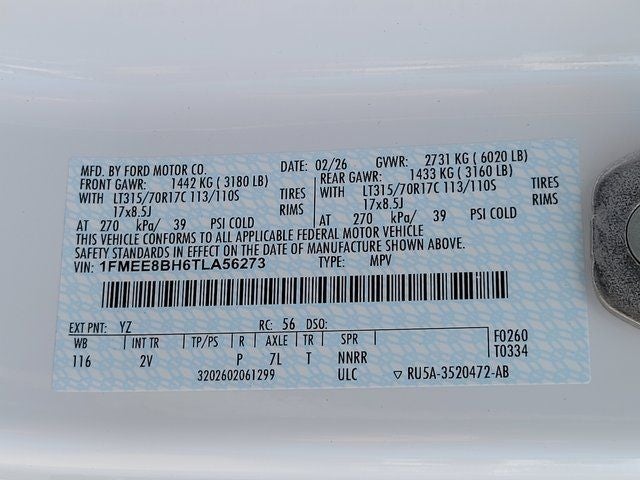 MFD. BY FORD MOTOR CO. DATE: 02/26 GVWR: 2731 KG (6020 LB)
FRONT GAWR: 1442 KG (3180 LB) REAR GAWR: 1433 KG (3160 LB)
WITH LT315/70R17C 113/110S TIRES WITH LT315/70R17C 113/110S TIRES
17x8.5J RIMS 17x8.5J RIMS
AT 270 kPa/ 39 PSI COLD AT 270 kPa/ 39 PSI COLD
THIS VEHICLE CONFORMS TO ALL APPLICABLE FEDERAL MOTOR VEHICLE
SAFETY STANDARDS IN EFFECT ON THE DATE OF MANUFACTURE SHOWN ABOVE.
VIN: 1FMEE8BH6TLA56273 TYPE: MPV
EXT PNT: YZ RC: 56 DSO:
WB INT TR TP/PS R AXLE TR SPR F0260
116 2V P 7L T NNRR T0334
3202602061299 ULC ▽ RU5A-3520472-AB